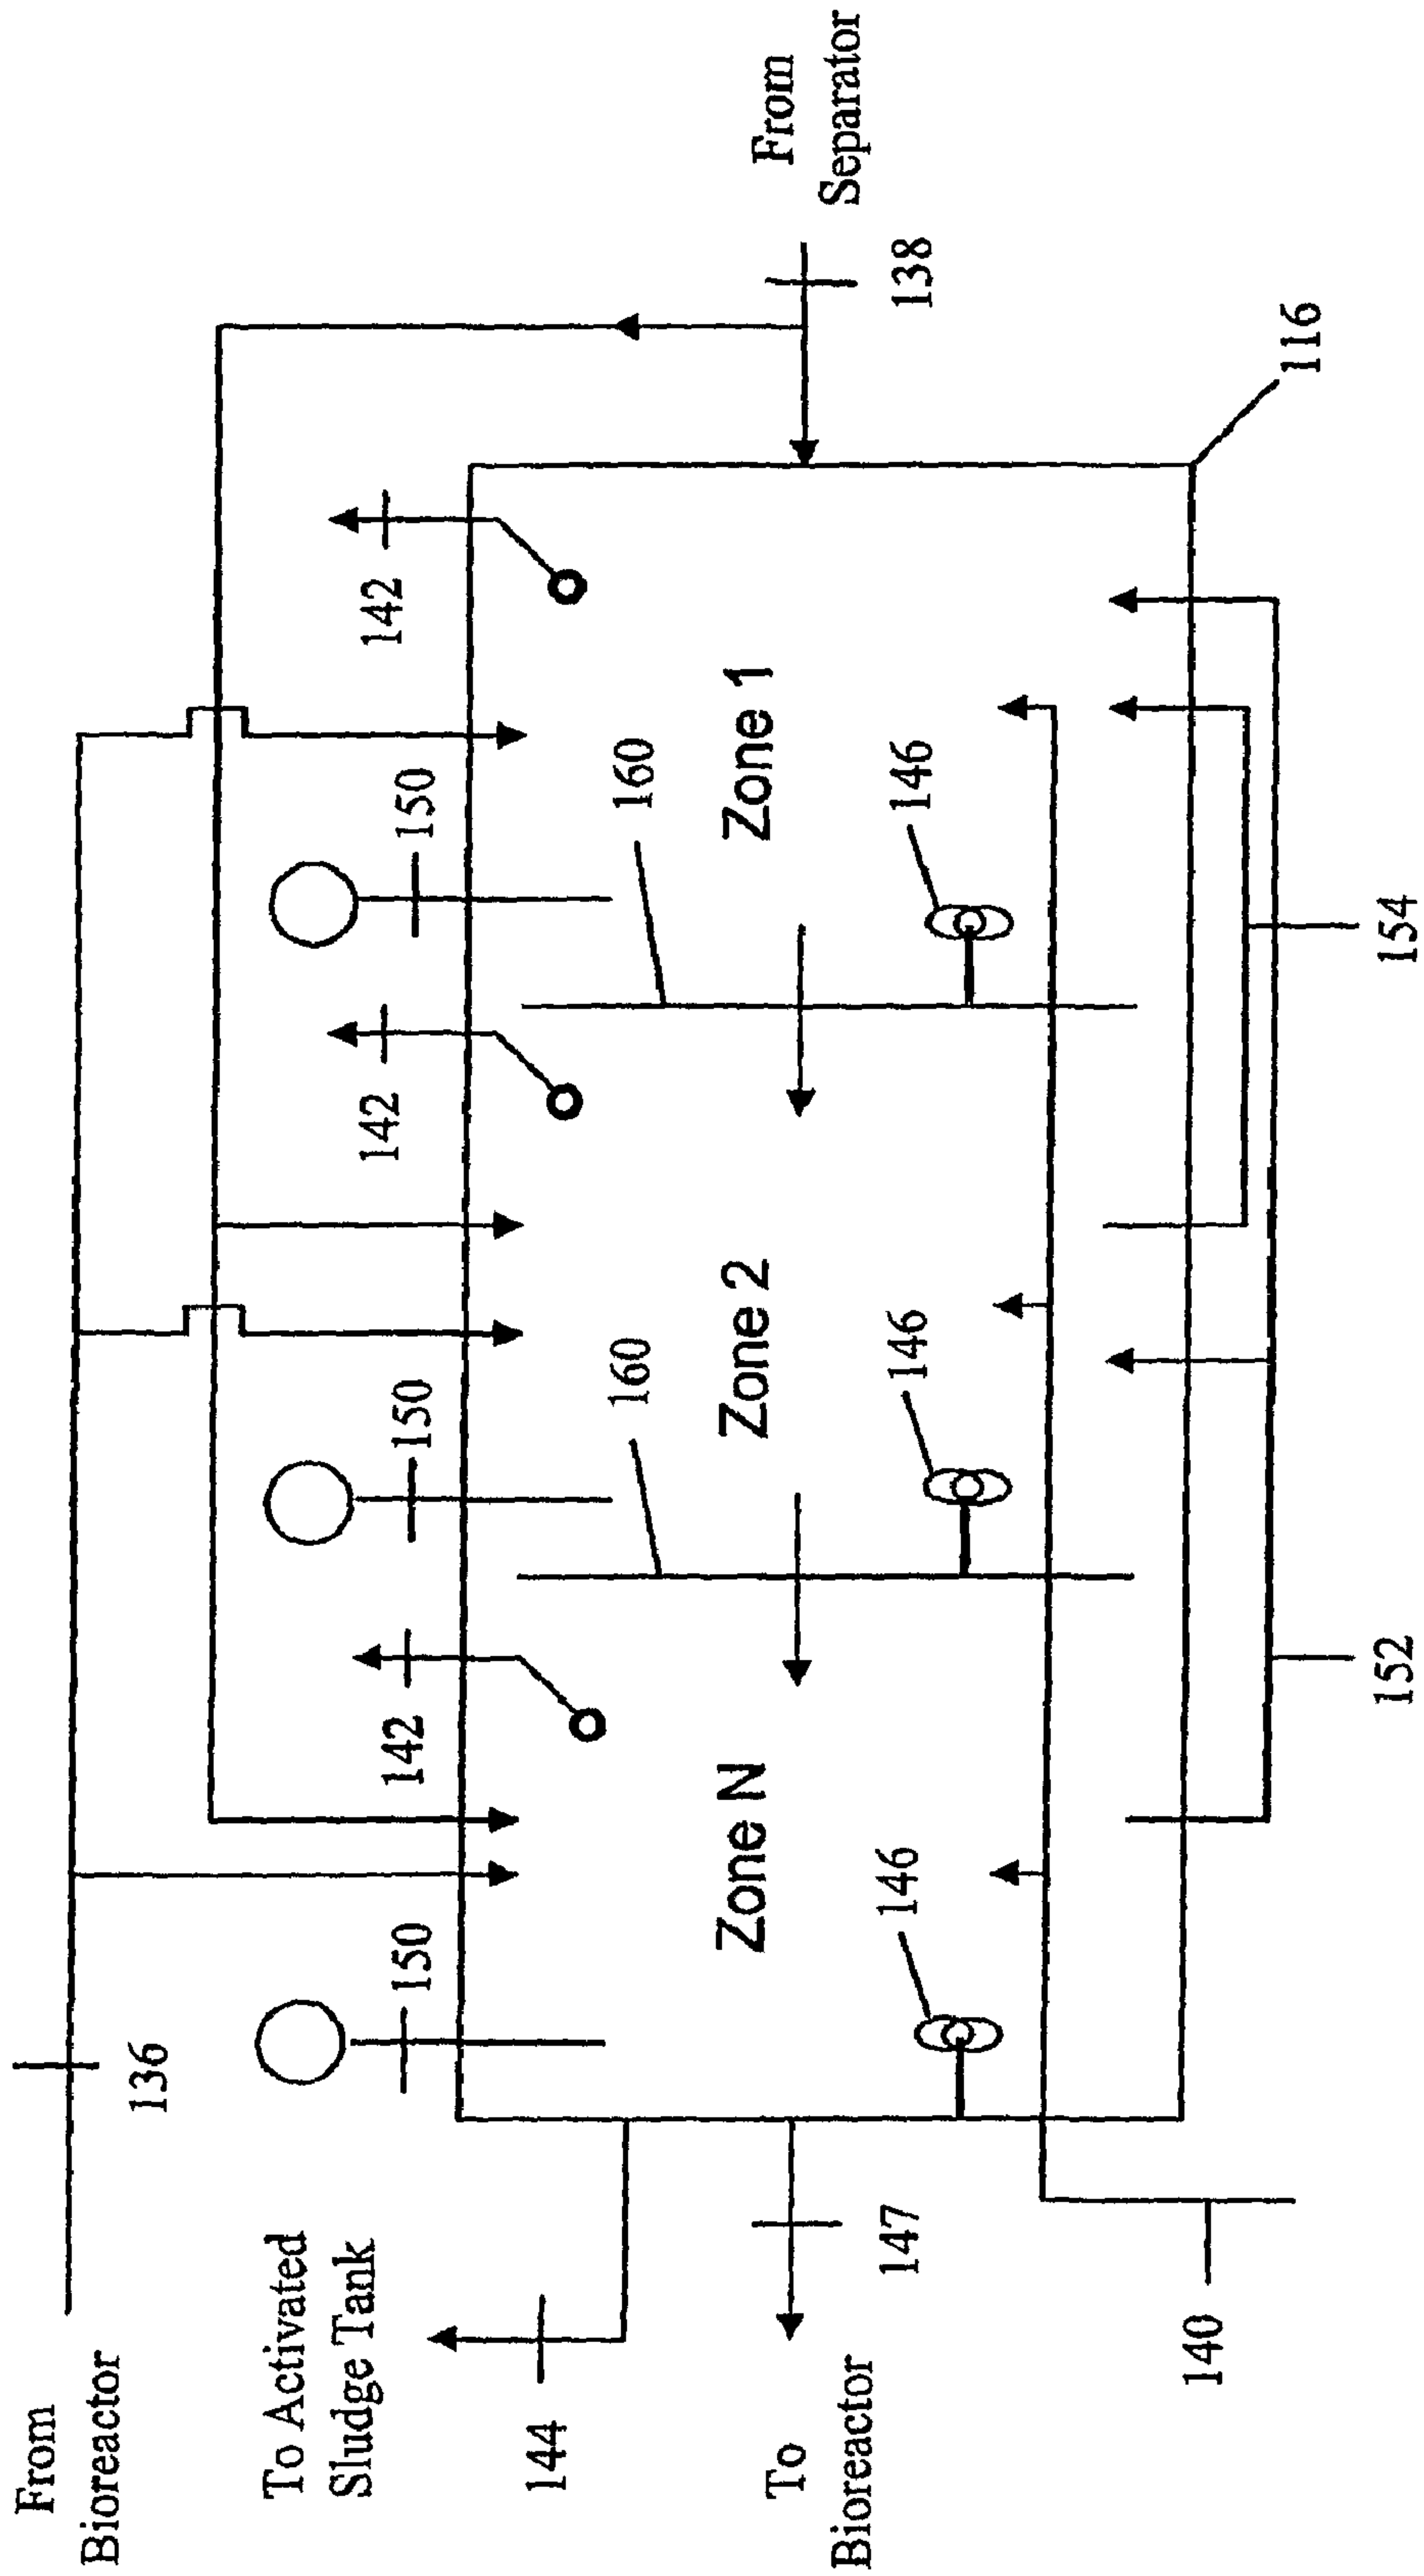 From
Bioreactor
136
To Activated
Sludge Tank
150
142
150
142
150
142
144
160
160
Zone N
Zone 2
Zone 1
To
Bioreactor
From
Separator
147
146
146
146
138
140
116
152
154